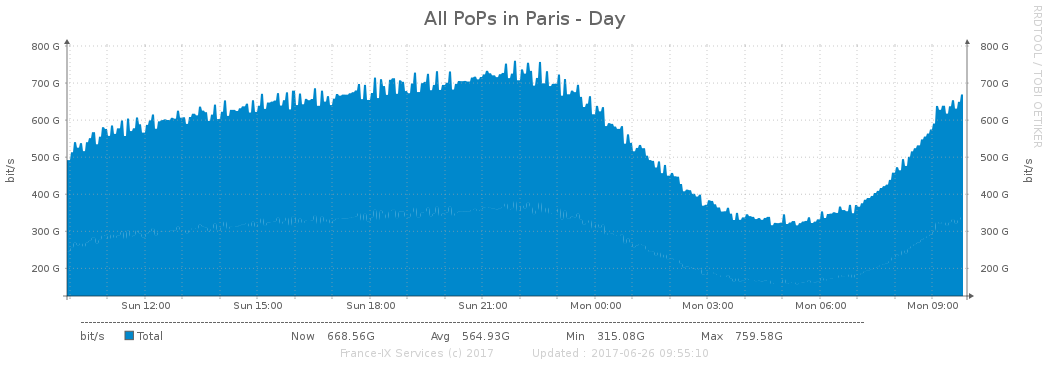 All PoPs in Paris - Day
RRDTOOL / TOBI OETIKER
800 G 800 G
700 G 700 G
600 G 600 G
500 G 500 G
400 G 400 G
300 G 300 G
200 G 200 G
bit/s bit/s
Sun 12:00 Sun 15:00 Sun 18:00 Sun 21:00 Mon 00:00 Mon 03:00 Mon 06:00 Mon 09:00
bit/s Total Now 668.56G Avg 564.93G Min 315.08G Max 759.58G
France-IX Services (c) 2017 Updated : 2017-06-26 09:55:10